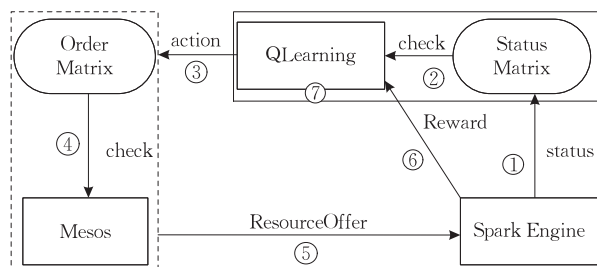 Order
Matrix
action
③
QLearning
⑦
check
②
Status
Matrix
④
check
Reward
⑥
①
status
Mesos
ResourceOffer
⑤
Spark Engine